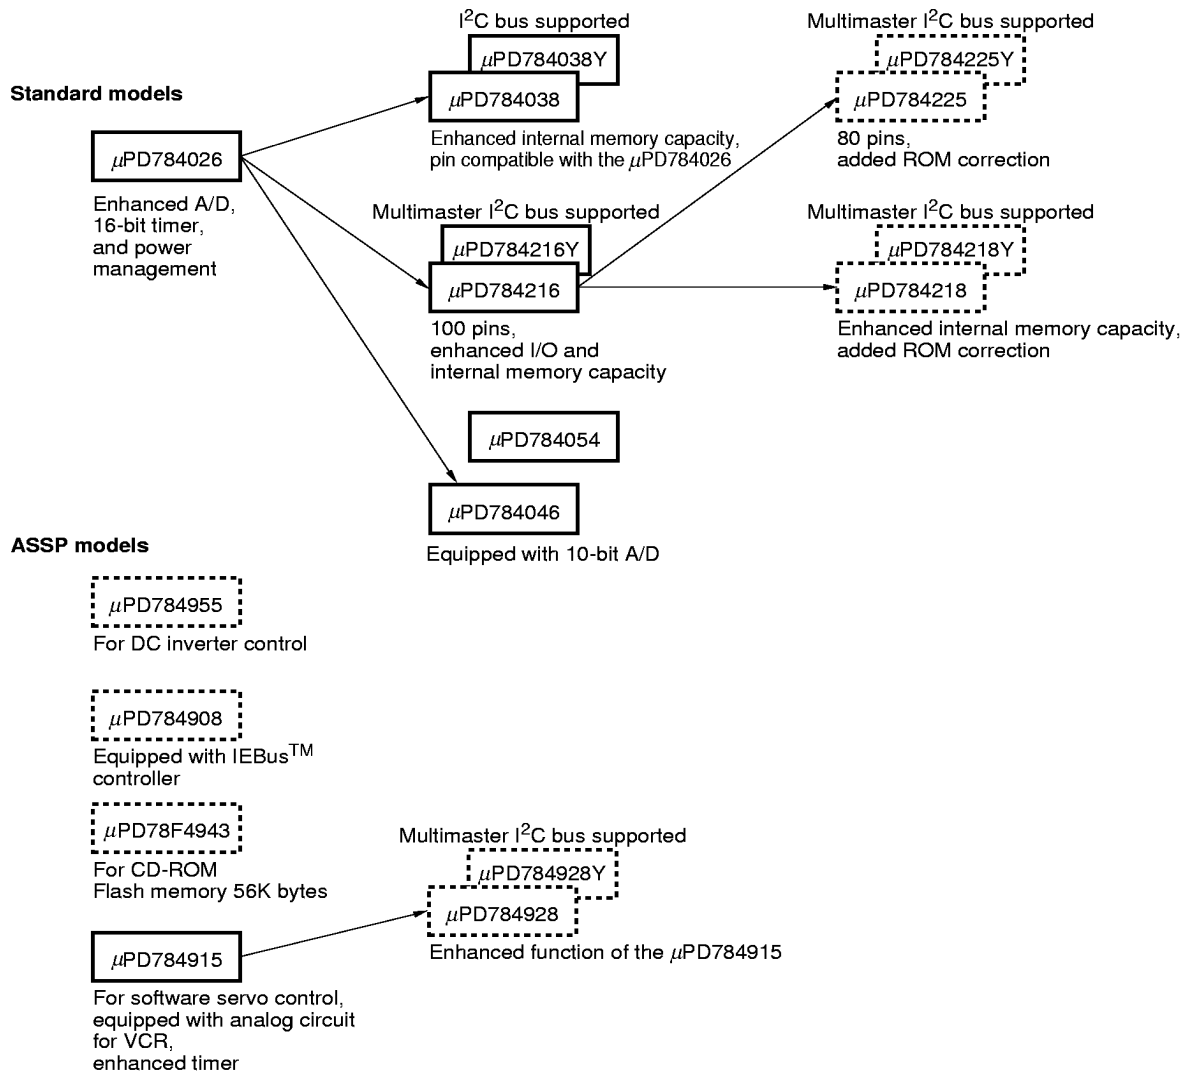 Standard models
μPD784026
Enhanced A/D,
16-bit timer,
and power
management
I²C bus supported
μPD784038Y
μPD784038
Enhanced internal memory capacity,
pin compatible with the μPD784026
Multimaster I²C bus supported
μPD784216Y
μPD784216
100 pins,
enhanced I/O and
internal memory capacity
μPD784054
μPD784046
Equipped with 10-bit A/D
Multimaster I²C bus supported
μPD784225Y
μPD784225
80 pins,
added ROM correction
Multimaster I²C bus supported
μPD784218Y
μPD784218
Enhanced internal memory capacity,
added ROM correction
ASSP models
μPD784955
For DC inverter control
μPD784908
Equipped with IEBus™
controller
μPD78F4943
For CD-ROM
Flash memory 56K bytes
μPD784915
For software servo control,
equipped with analog circuit
for VCR,
enhanced timer
Multimaster I²C bus supported
μPD784928Y
μPD784928
Enhanced function of the μPD784915